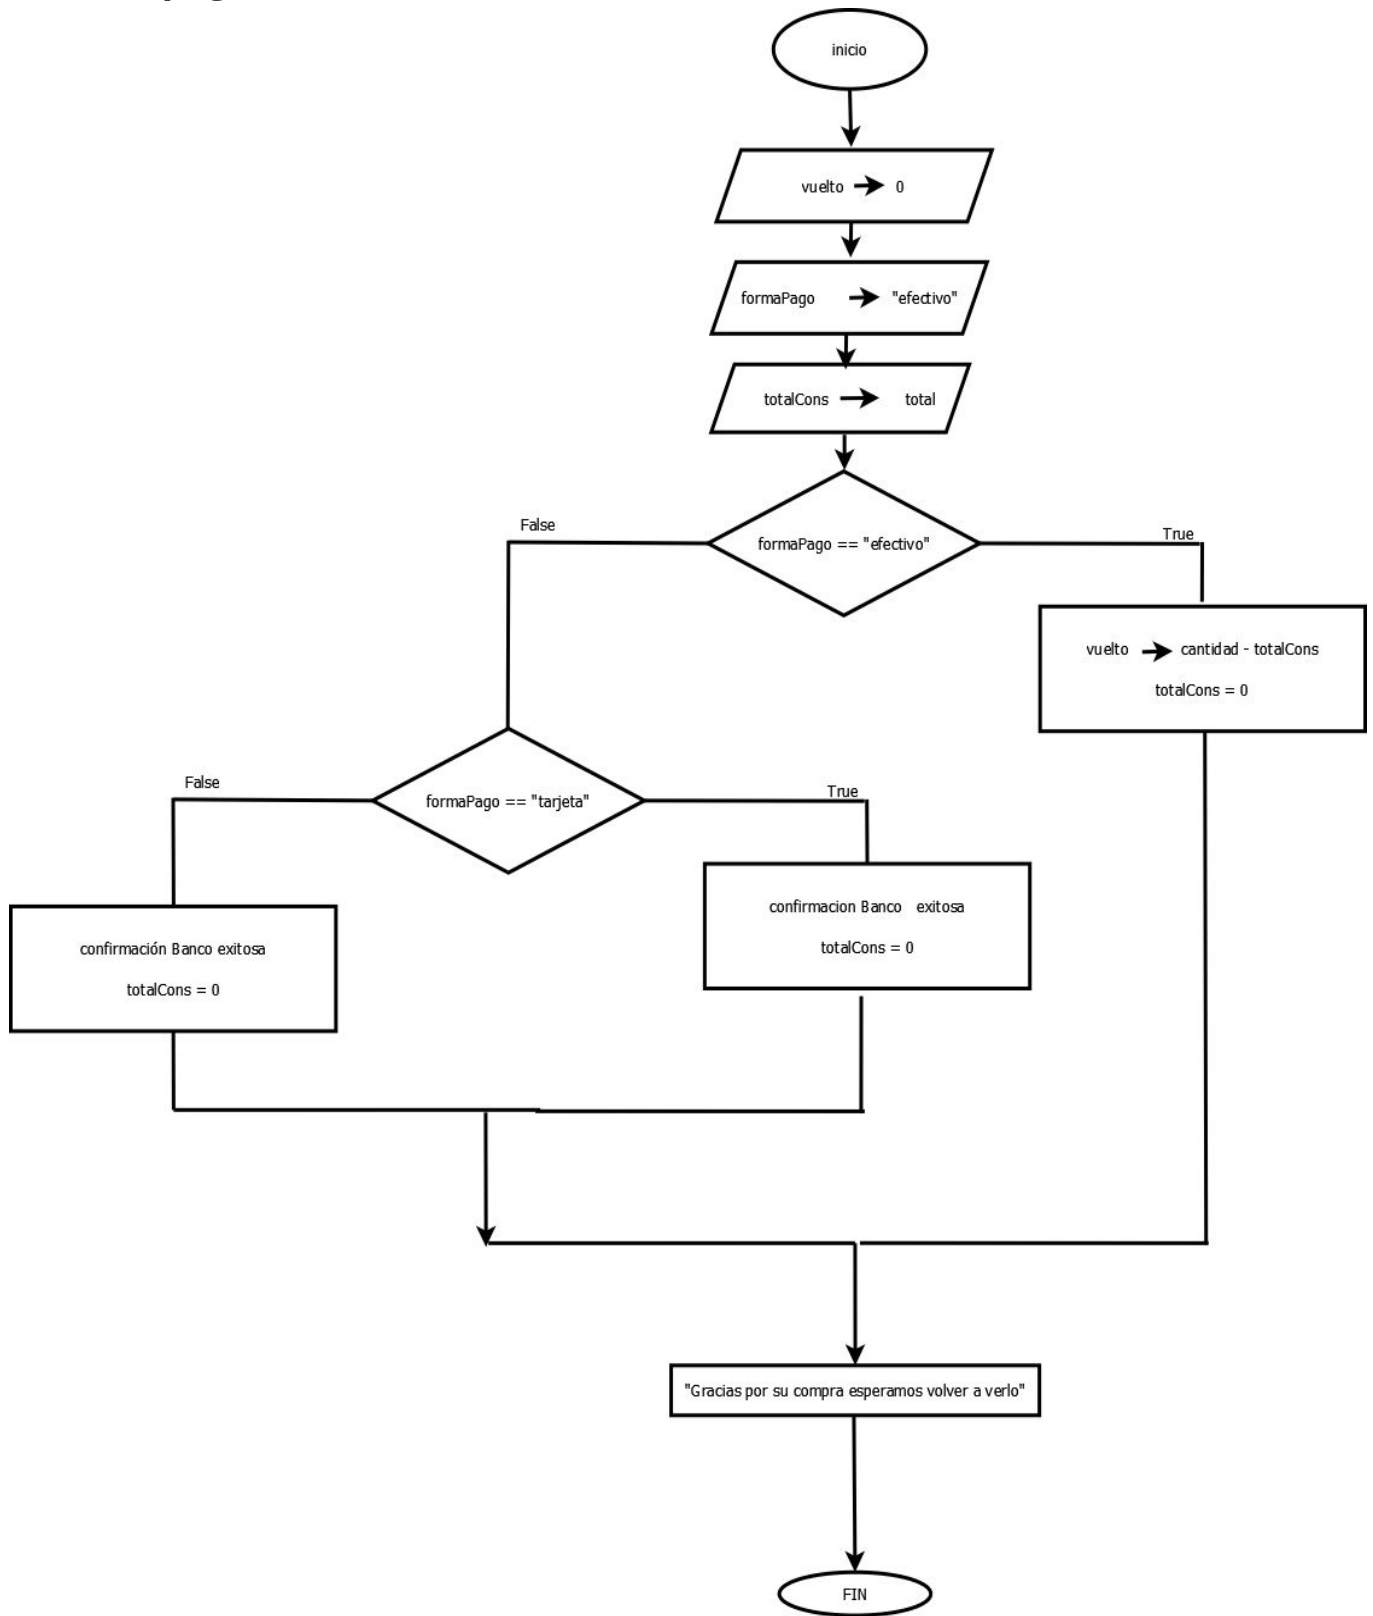 inicio
vuelto 0
formaPago "efectivo"
totalCons total
formaPago == "efectivo"
False
True
vuelto cantidad - totalCons
totalCons = 0
formaPago == "tarjeta"
False
True
confirmacion Banco exitosa
totalCons = 0
confirmación Banco exitosa
totalCons = 0
"Gracias por su compra esperamos volver a verlo"
FIN